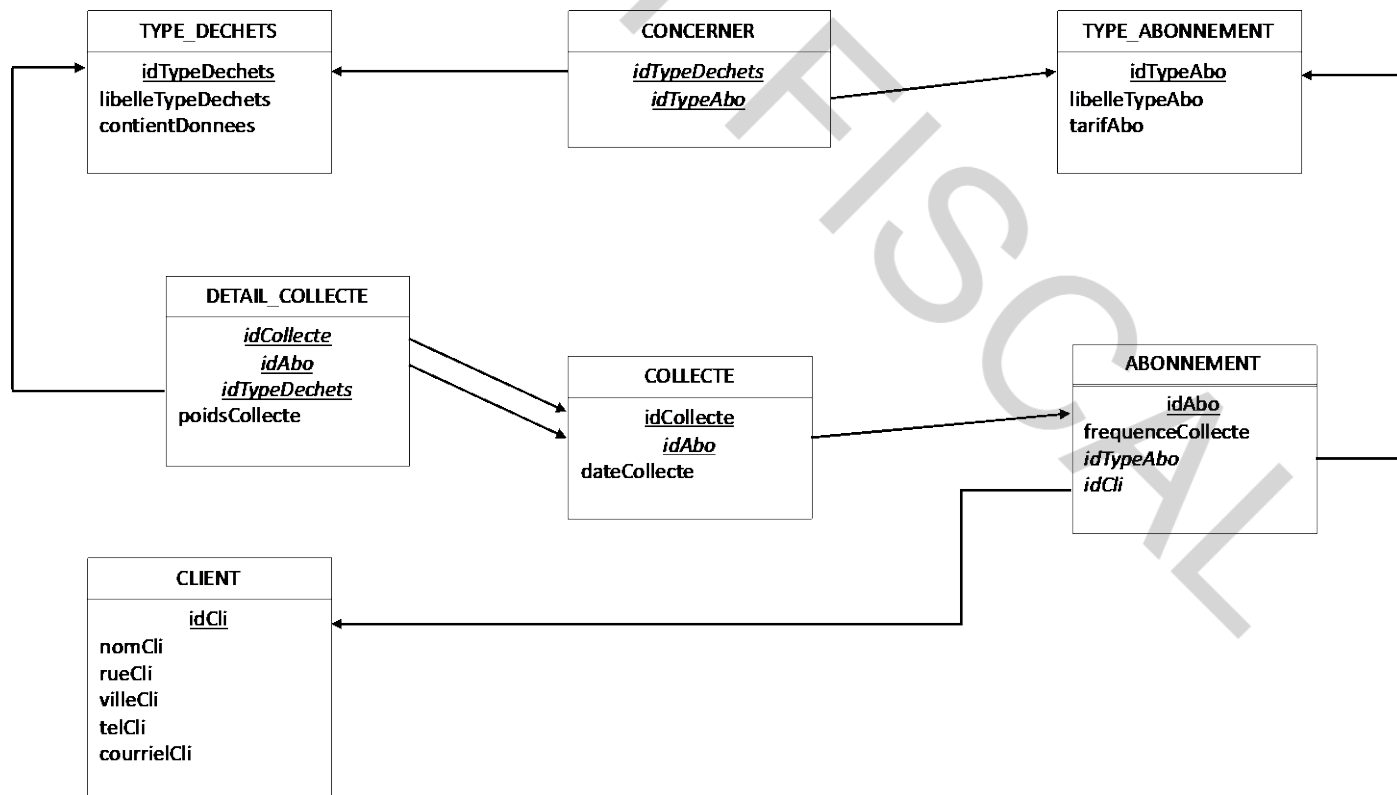 TYPE_DECHETS
idTypeDechets
libelleTypeDechets
contientDonnees
CONCERNER
idTypeDechets
idTypeAbo
TYPE_ABONNEMENT
idTypeAbo
libelleTypeAbo
tarifAbo
DETAIL_COLLECTE
idCollecte
idAbo
idTypeDechets
poidsCollecte
COLLECTE
idCollecte
idAbo
dateCollecte
ABONNEMENT
idAbo
frequenceCollecte
idTypeAbo
idCli
CLIENT
idCli
nomCli
rueCli
villeCli
telCli
courrielCli
FISCAL